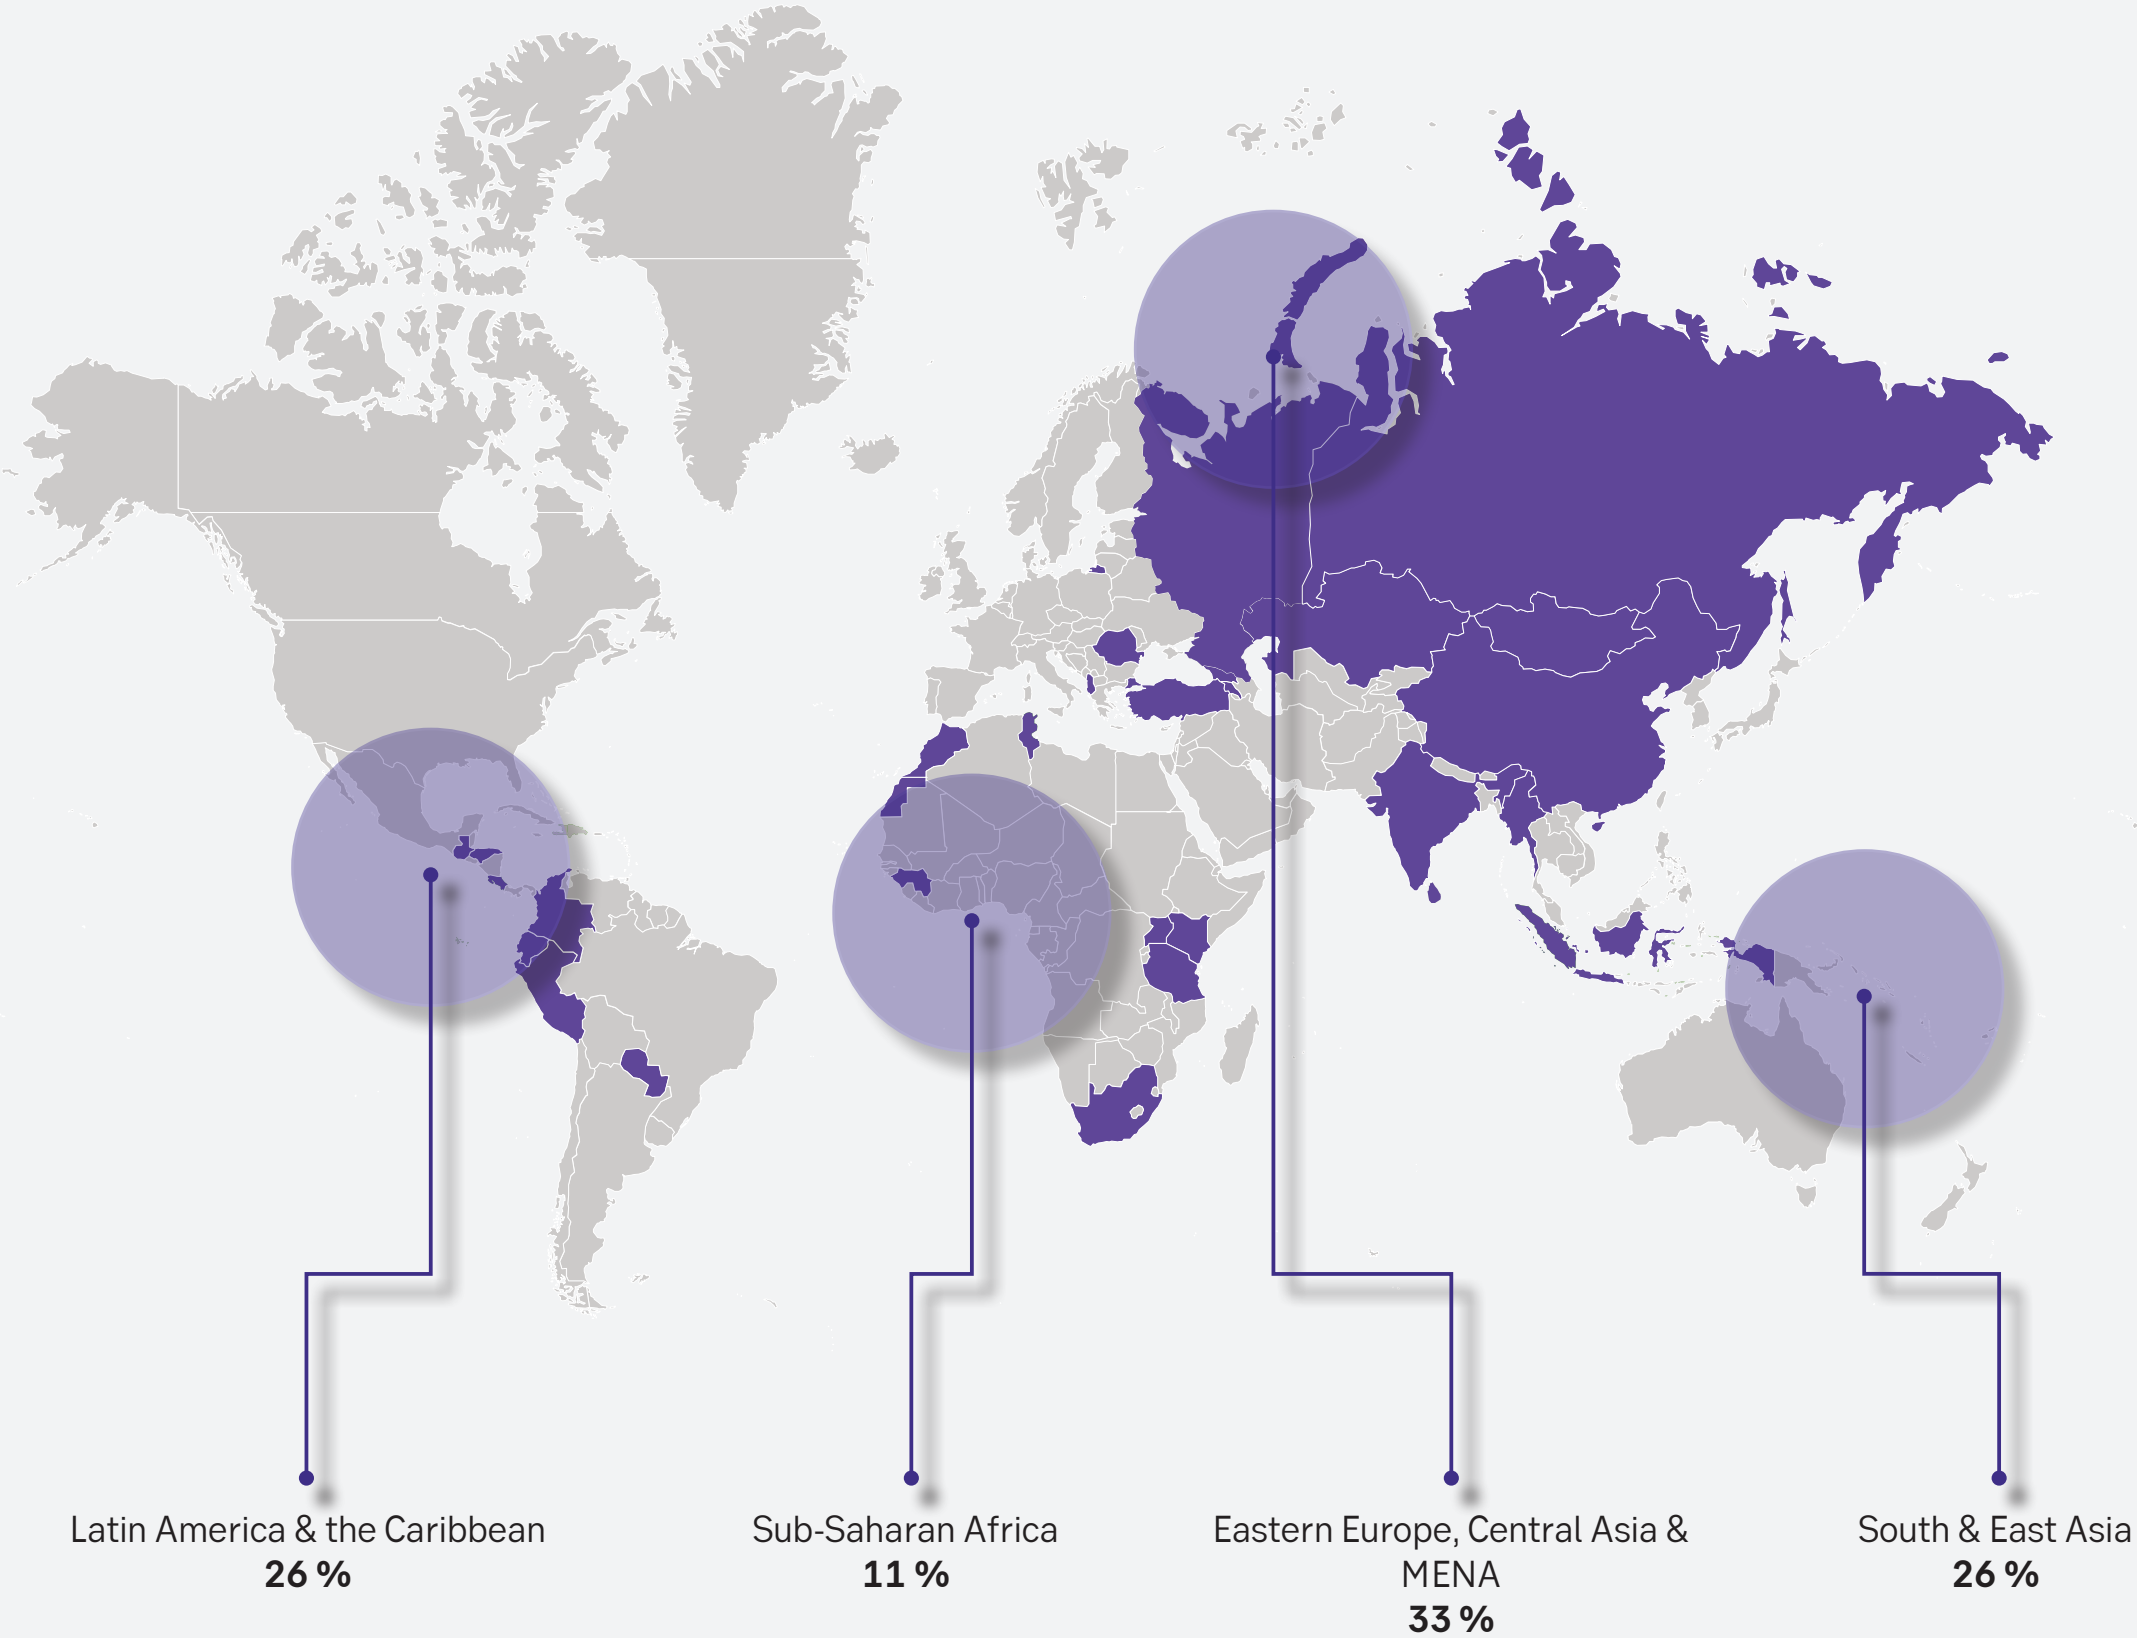 Latin America & the Caribbean
26 %
Sub-Saharan Africa
11 %
Eastern Europe, Central Asia &
MENA
33 %
South & East Asia
26 %